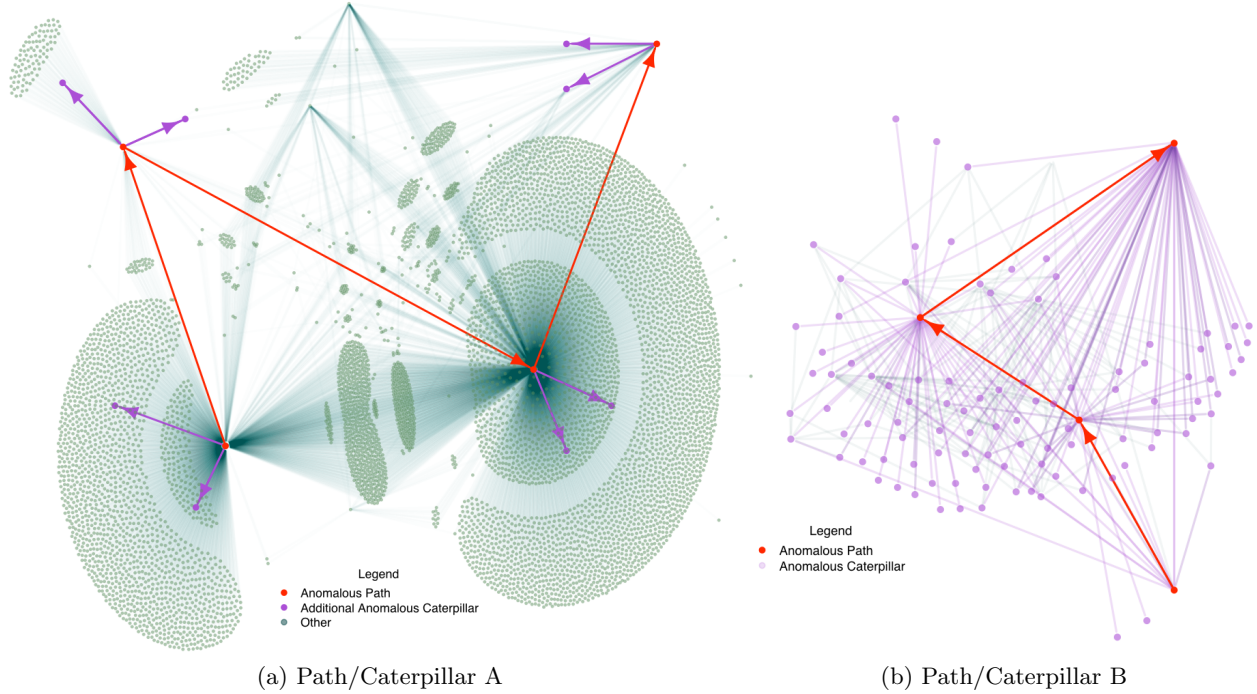 Legend
Anomalous Path
Additional Anomalous Caterpillar
Other
(a) Path/Caterpillar A
Legend
Anomalous Path
Anomalous Caterpillar
(b) Path/Caterpillar B